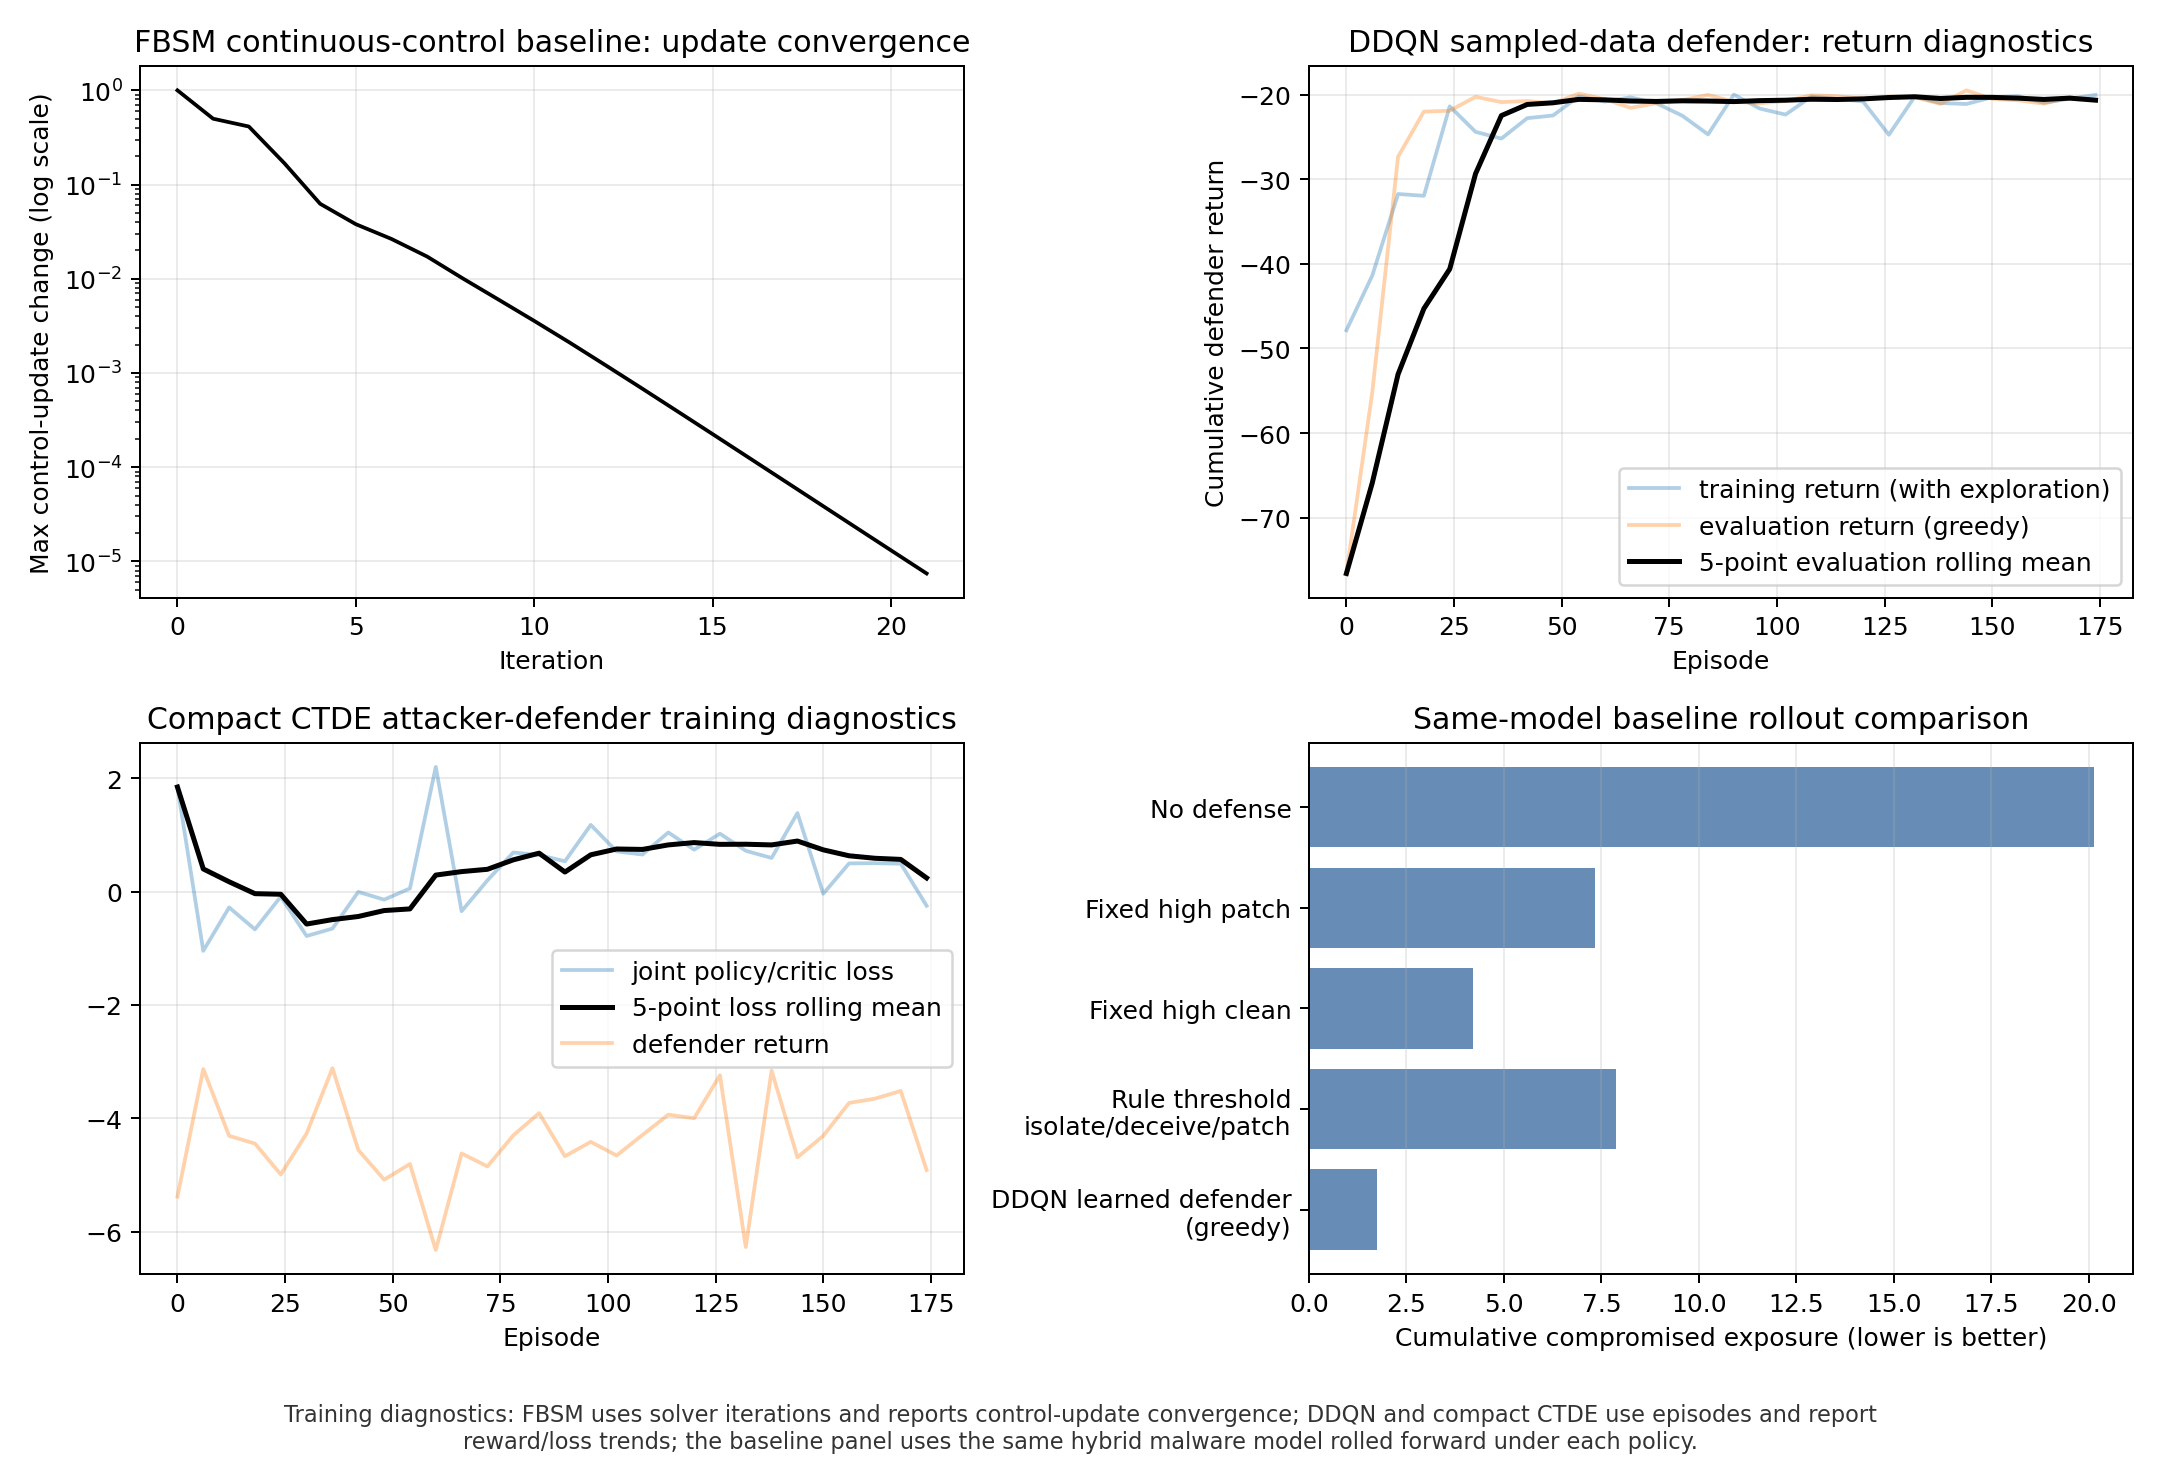 FBSM continuous-control baseline: update convergence
Max control-update change (log scale)
10⁰
10⁻¹
10⁻²
10⁻³
10⁻⁴
10⁻⁵
0 5 10 15 20
Iteration
DDQN sampled-data defender: return diagnostics
Cumulative defender return
−20
−30
−40
−50
−60
−70
training return (with exploration)
evaluation return (greedy)
5-point evaluation rolling mean
0 25 50 75 100 125 150 175
Episode
Compact CTDE attacker-defender training diagnostics
2
0
−2
−4
−6
joint policy/critic loss
5-point loss rolling mean
defender return
0 25 50 75 100 125 150 175
Episode
Same-model baseline rollout comparison
No defense
Fixed high patch
Fixed high clean
Rule threshold
isolate/deceive/patch
DDQN learned defender
(greedy)
0.0 2.5 5.0 7.5 10.0 12.5 15.0 17.5 20.0
Cumulative compromised exposure (lower is better)
Training diagnostics: FBSM uses solver iterations and reports control-update convergence; DDQN and compact CTDE use episodes and report
reward/loss trends; the baseline panel uses the same hybrid malware model rolled forward under each policy.